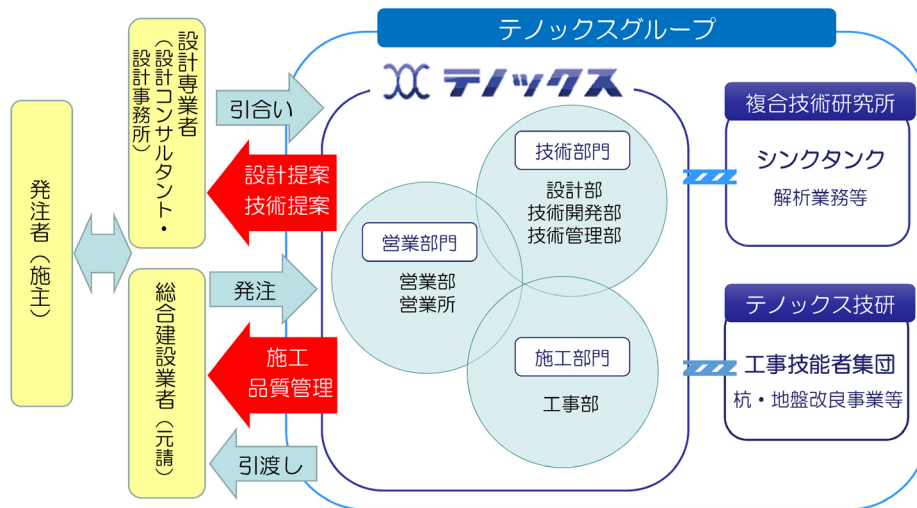 発注者（施主）
設計専業者
（設計コンサルタント・
設計事務所）
総合建設業者（元請）
引合い
設計提案
技術提案
発注
施工
品質管理
引渡し
テノックスグループ
テノックス
技術部門
設計部
技術開発部
技術管理部
営業部門
営業部
営業所
施工部門
工事部
複合技術研究所
シンクタンク
解析業務等
テノックス技研
工事技能者集団
杭・地盤改良事業等